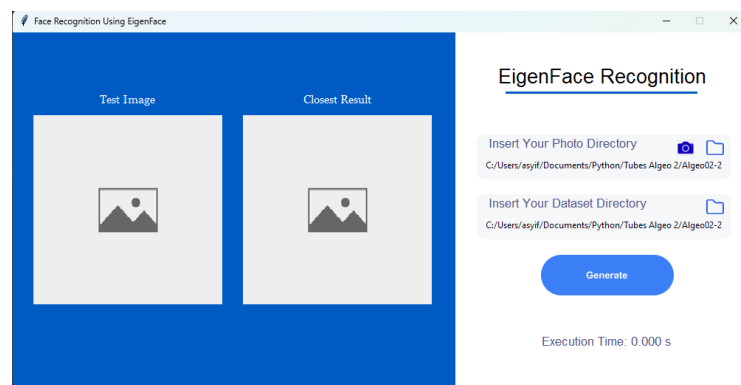 Face Recognition Using EigenFace
Test Image
Closest Result
EigenFace Recognition
Insert Your Photo Directory
C:/Users/asyif/Documents/Python/Tubes Algeo 2/Algeo02-2
Insert Your Dataset Directory
C:/Users/asyif/Documents/Python/Tubes Algeo 2/Algeo02-2
Generate
Execution Time: 0.000 s